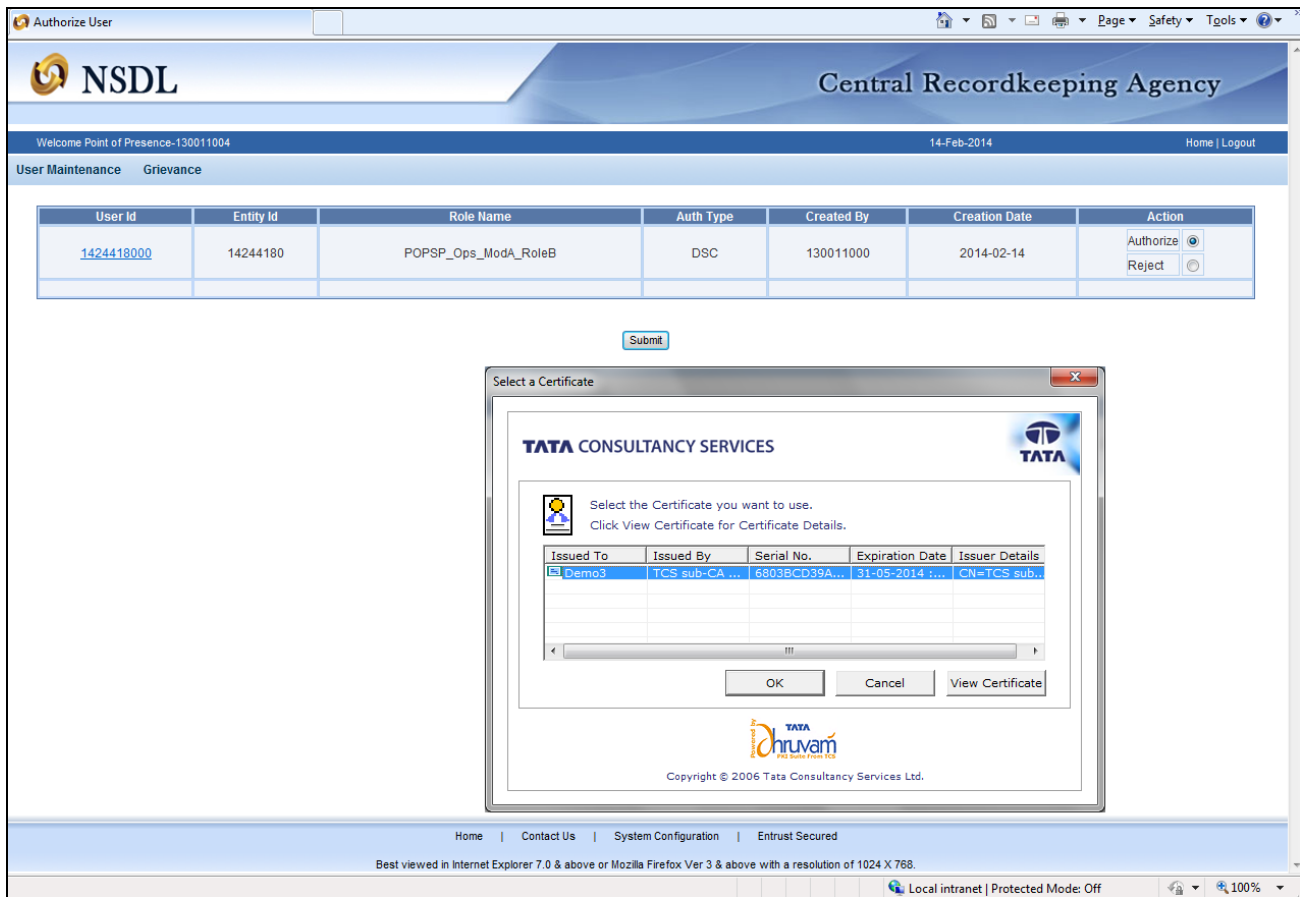 Authorize User
Page Safety Tools
NSDL
Central Recordkeeping Agency
Welcome Point of Presence-130011004 14-Feb-2014 Home | Logout
User Maintenance Grievance
User Id Entity Id Role Name Auth Type Created By Creation Date Action
1424418000 14244180 POPSP_Ops_ModA_RoleB DSC 130011000 2014-02-14 Authorize
Reject
Submit
Select a Certificate
TATA CONSULTANCY SERVICES
TATA
Select the Certificate you want to use.
Click View Certificate for Certificate Details.
Issued To Issued By Serial No. Expiration Date Issuer Details
Demo3 TCS sub-CA ... 6803BCD39A... 31-05-2014 :... CN=TCS sub...
OK Cancel View Certificate
Powered by
TATA
Dhruvam
PKI Suite From TCS
Copyright © 2006 Tata Consultancy Services Ltd.
Home | Contact Us | System Configuration | Entrust Secured
Best viewed in Internet Explorer 7.0 & above or Mozilla Firefox Ver 3 & above with a resolution of 1024 X 768.
Local intranet | Protected Mode: Off 100%